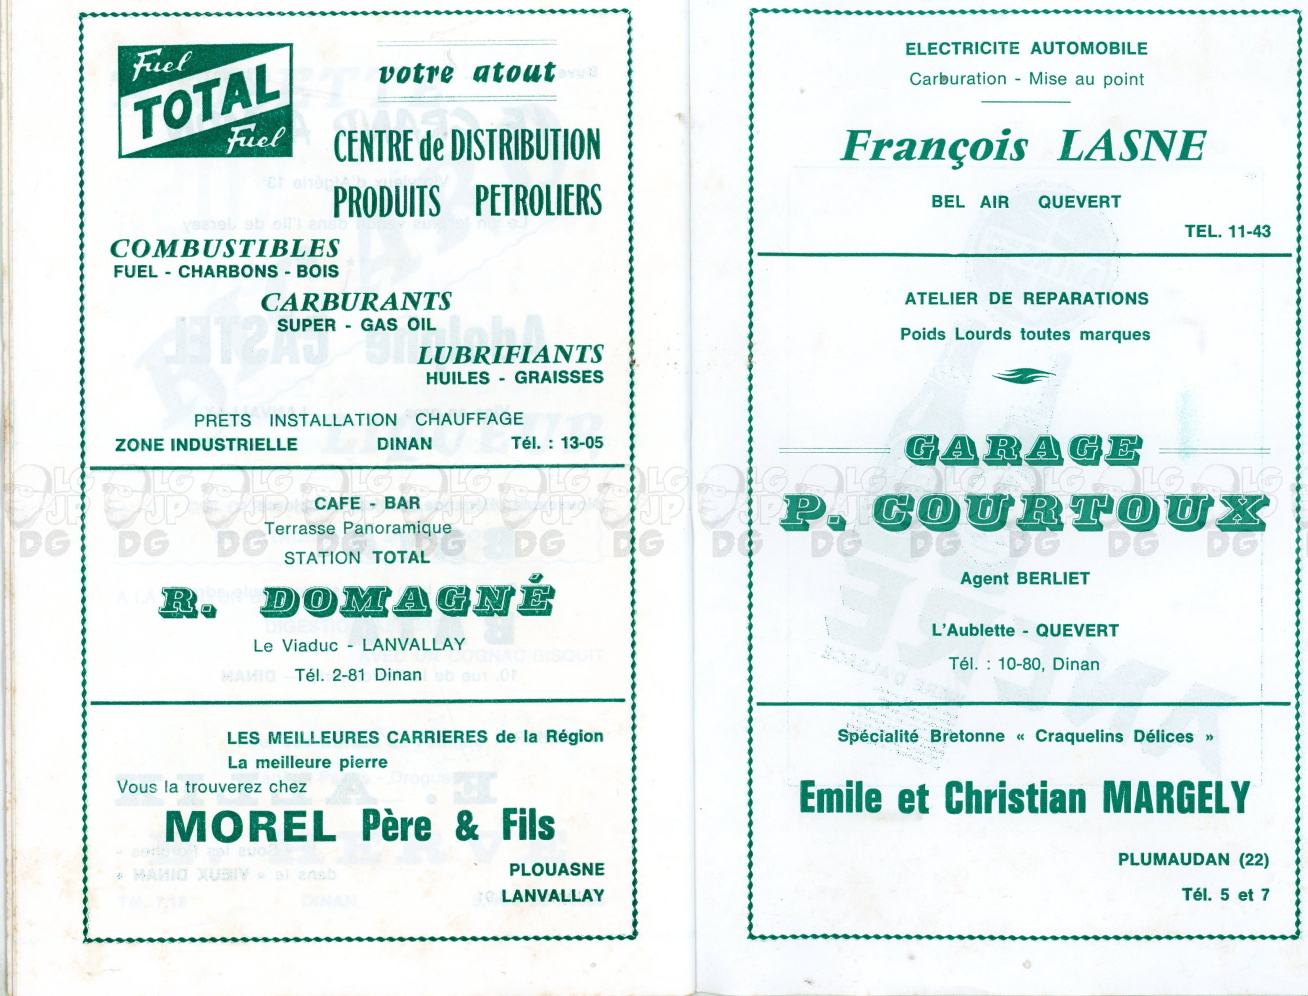 Fuel
TOTAL
Fuel
votre atout
CENTRE de DISTRIBUTION
PRODUITS PETROLIERS
COMBUSTIBLES
FUEL - CHARBONS - BOIS
CARBURANTS
SUPER - GAS OIL
LUBRIFIANTS
HUILES - GRAISSES
PRETS INSTALLATION CHAUFFAGE
ZONE INDUSTRIELLE DINAN Tél. : 13-05
CAFE - BAR
Terrasse Panoramique
STATION TOTAL
R. DOMAGNÉ
Le Viaduc - LANVALLAY
Tél. 2-81 Dinan
LES MEILLEURES CARRIERES de la Région
La meilleure pierre
Vous la trouverez chez
MOREL Père & Fils
PLOUASNE
LANVALLAY
ELECTRICITE AUTOMOBILE
Carburation - Mise au point
François LASNE
BEL AIR QUEVERT
TEL. 11-43
ATELIER DE REPARATIONS
Poids Lourds toutes marques
GARAGE
P. COURTOUX
Agent BERLIET
L'Aublette - QUEVERT
Tél. : 10-80, Dinan
Spécialité Bretonne « Craquelins Délices »
Emile et Christian MARGELY
PLUMAUDAN (22)
Tél. 5 et 7
LG JP DG